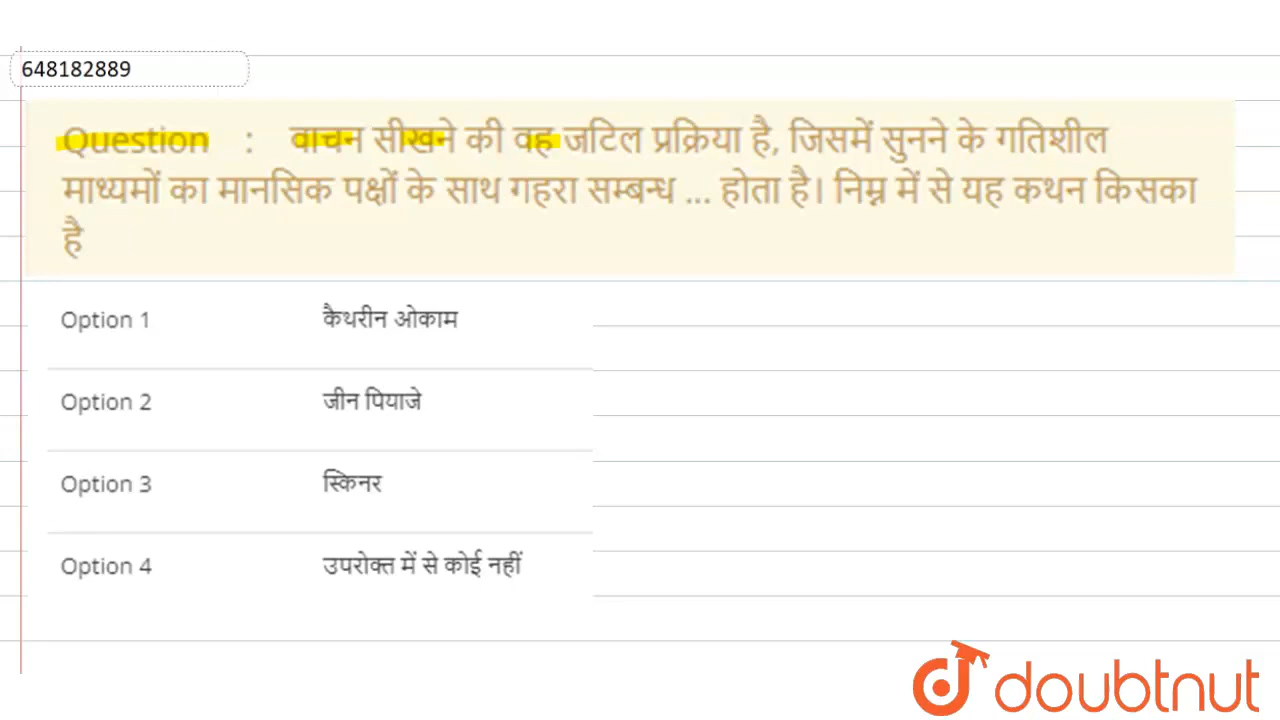 648182889
Question : वाचन सीखने की वह जटिल प्रक्रिया है, जिसमें सुनने के गतिशील
माध्यमों का मानसिक पक्षों के साथ गहरा सम्बन्ध ... होता है। निम्न में से यह कथन किसका
है
Option 1 कैथरीन ओकाम
Option 2 जीन पियाजे
Option 3 स्किनर
Option 4 उपरोक्त में से कोई नहीं
doubtnut